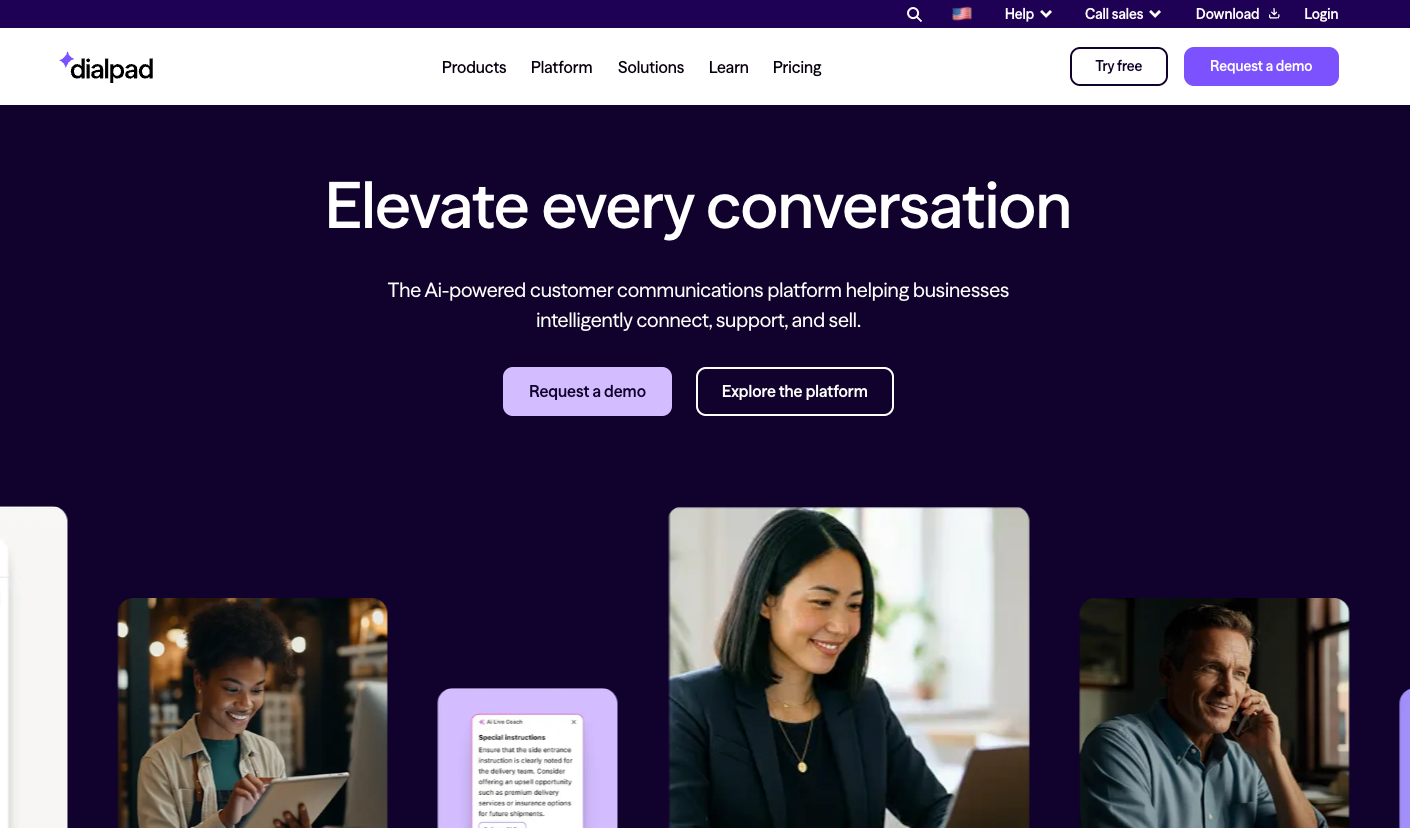 Help
Call sales
Download
Login
dialpad
Products
Platform
Solutions
Learn
Pricing
Try free
Request a demo
Elevate every conversation
The Ai-powered customer communications platform helping businesses
intelligently connect, support, and sell.
Request a demo
Explore the platform
Ai Live Coach
Special instructions
Ensure that the side entrance
instruction is clearly noted for
the delivery team. Consider
offering an upsell opportunity
such as premium delivery
services or insurance options
for future shipments.